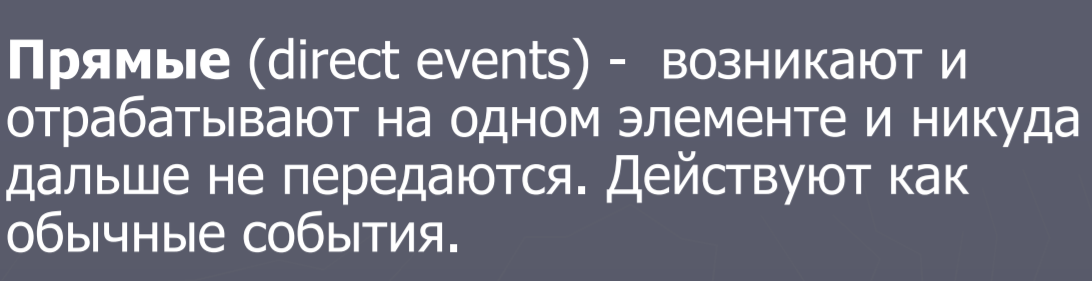 Прямые (direct events) -  возникают и
отрабатывают на одном элементе и никуда
дальше не передаются. Действуют как
обычные события.